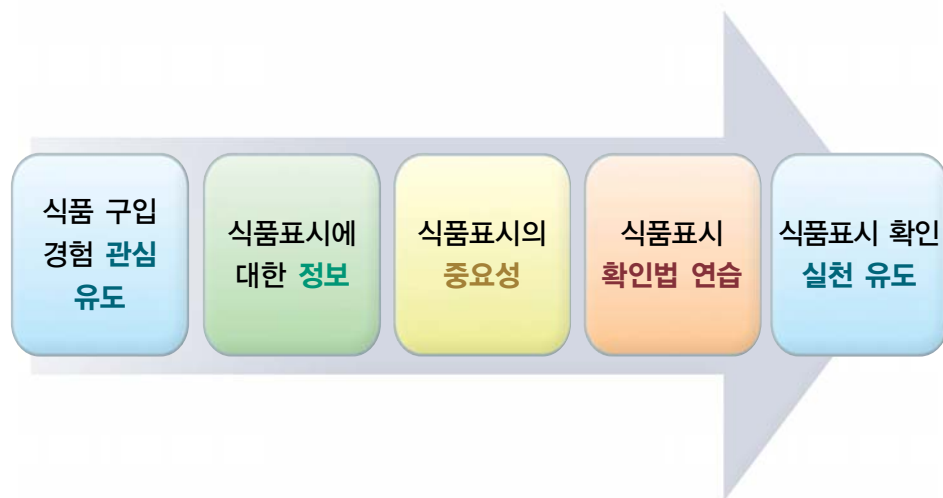 식품 구입
경험 관심
유도
식품표시에
대한 정보
식품표시의
중요성
식품표시
확인법 연습
식품표시 확인
실천 유도